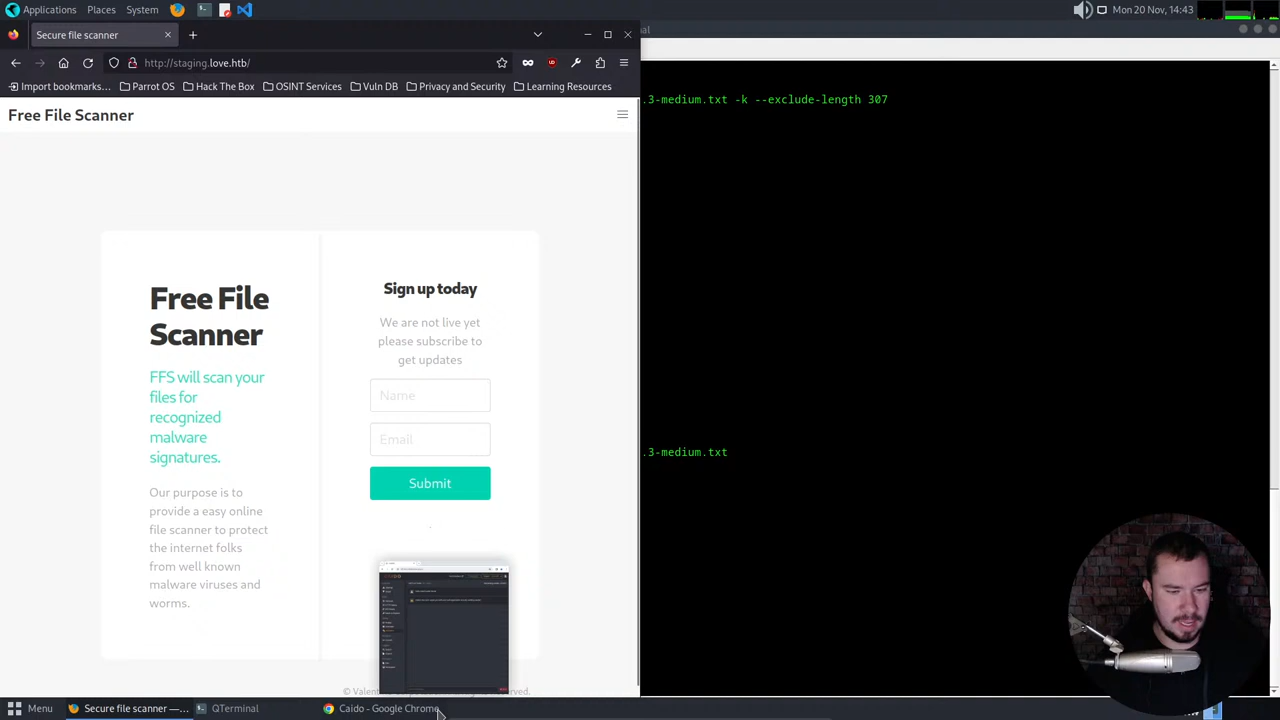 Applications Places System
Mon 20 Nov, 14:43
Secure file scanner
http://staging.love.htb/
Import bookmarks... Parrot OS Hack The Box OSINT Services Vuln DB Privacy and Security Learning Resources
al
.3-medium.txt -k --exclude-length 307
.3-medium.txt
Free File Scanner
Free File
Scanner
FFS will scan your
files for
recognized
malware
signatures.
Our purpose is to
provide a easy online
file scanner to protect
the internet folks
from well known
malware viruses and
worms.
Sign up today
We are not live yet
please subscribe to
get updates
Name
Email
Submit
Menu Secure file scanner —... QTerminal Caido - Google Chrome